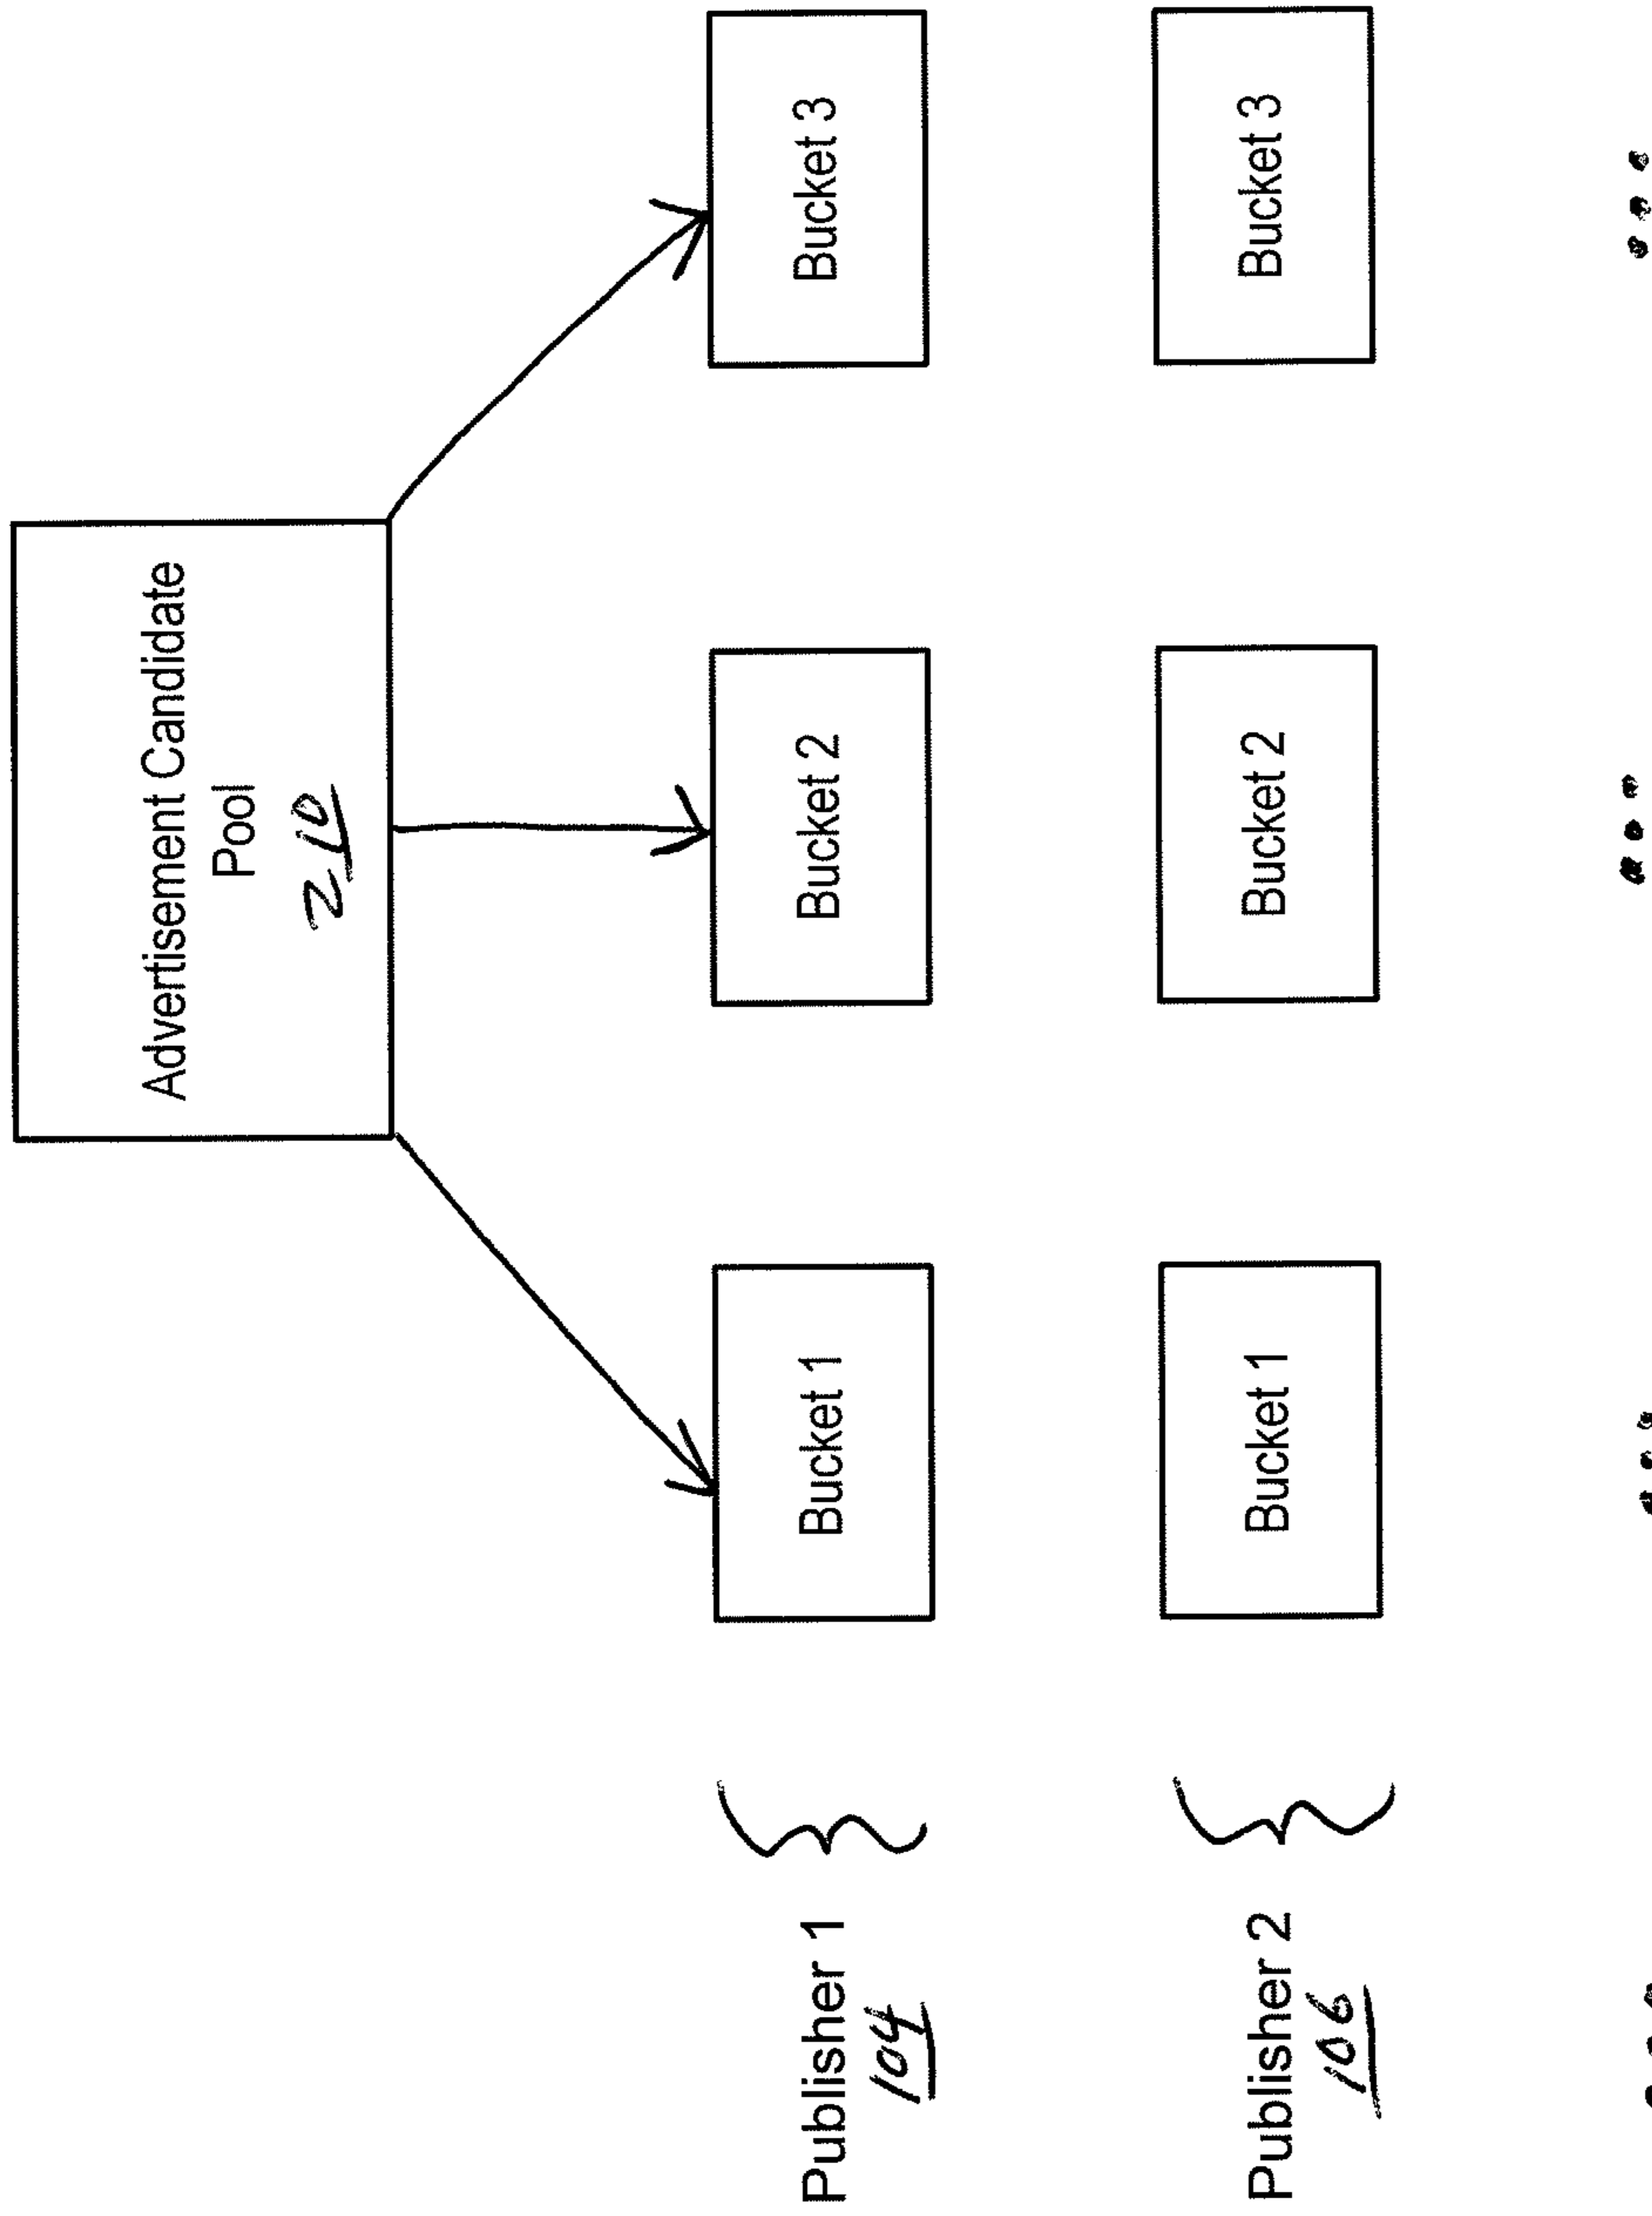 Advertisement Candidate
Pool
210
Bucket 1
Bucket 2
Bucket 3
Publisher 1
104
Bucket 1
Bucket 2
Bucket 3
Publisher 2
106